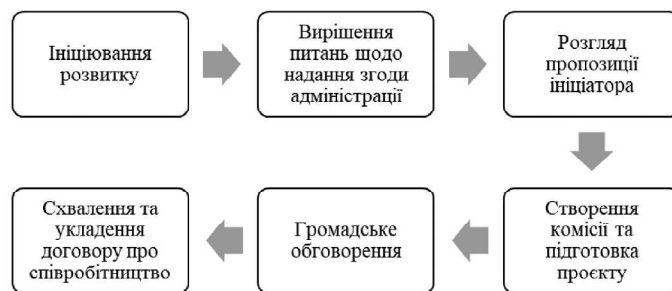 Ініціювання
розвитку
Вирішення
питань щодо
надання згоди
адміністрації
Розгляд
пропозиції
ініціатора
Створення
комісії та
підготовка
проєкту
Громадське
обговорення
Схвалення та
укладення
договору про
співробітництво